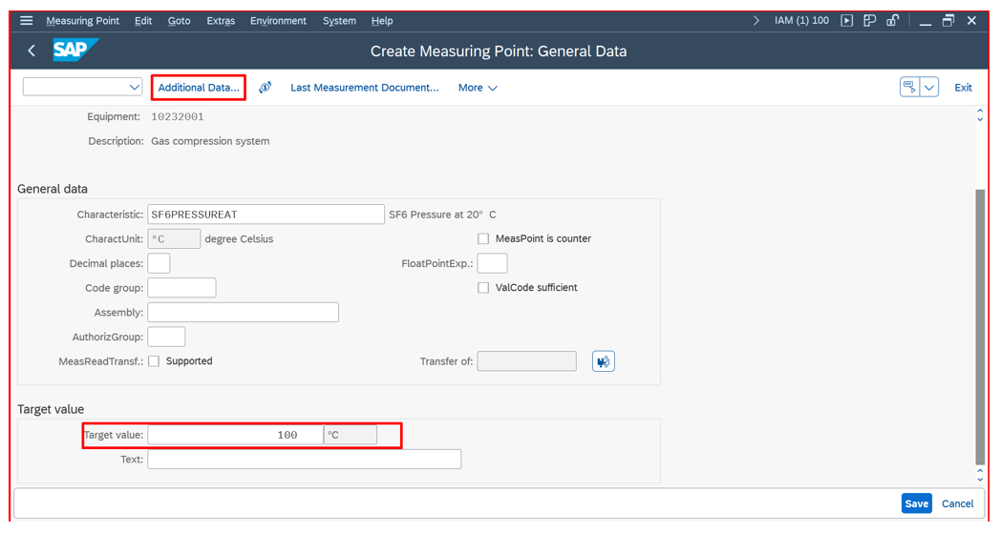 Measuring Point Edit Goto Extras Environment System Help IAM (1) 100
SAP Create Measuring Point: General Data
Additional Data... Last Measurement Document... More Exit
Equipment: 10232001
Description: Gas compression system
General data
Characteristic: SF6PRESSUREAT SF6 Pressure at 20° C
CharactUnit: °C degree Celsius MeasPoint is counter
Decimal places: FloatPointExp.:
Code group: ValCode sufficient
Assembly:
AuthorizGroup:
MeasReadTransf.: Supported Transfer of:
Target value
Target value: 100 °C
Text:
Save Cancel